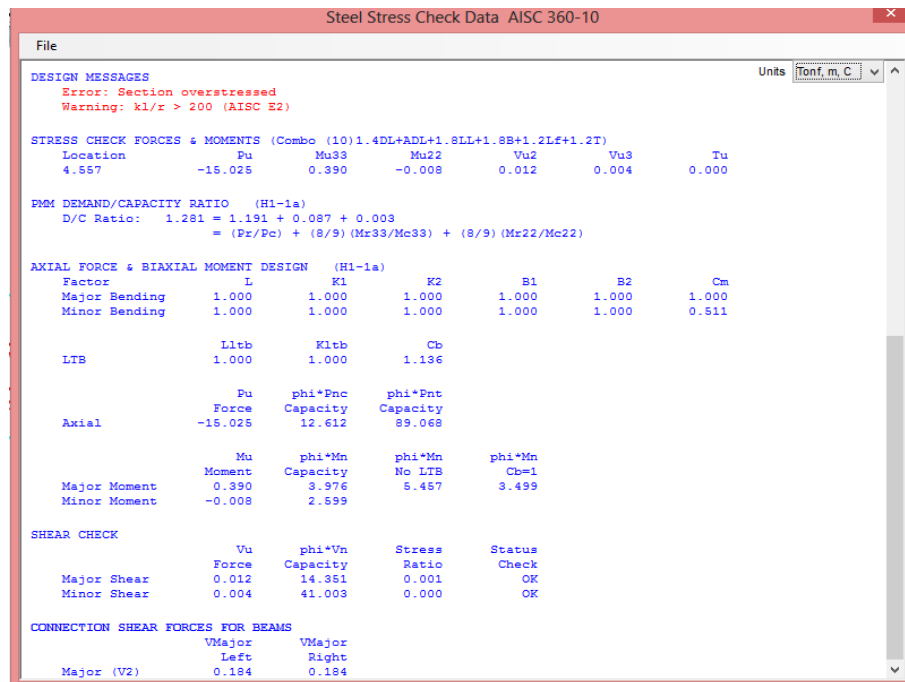 Steel Stress Check Data AISC 360-10
File
Units Tonf, m, C
DESIGN MESSAGES
Error: Section overstressed
Warning: kl/r > 200 (AISC E2)
STRESS CHECK FORCES & MOMENTS (Combo (10)1.4DL+ADL+1.8LL+1.8B+1.2Lf+1.2T)
Location Pu Mu33 Mu22 Vu2 Vu3 Tu
4.557 -15.025 0.390 -0.008 0.012 0.004 0.000
PMM DEMAND/CAPACITY RATIO (H1-1a)
D/C Ratio: 1.281 = 1.191 + 0.087 + 0.003
= (Pr/Pc) + (8/9)(Mr33/Mc33) + (8/9)(Mr22/Mc22)
AXIAL FORCE & BIAXIAL MOMENT DESIGN (H1-1a)
Factor L K1 K2 B1 B2 Cm
Major Bending 1.000 1.000 1.000 1.000 1.000 1.000
Minor Bending 1.000 1.000 1.000 1.000 1.000 0.511
Lltb Kltb Cb
LTB 1.000 1.000 1.136
Pu phi*Pnc phi*Pnt
Force Capacity Capacity
Axial -15.025 12.612 89.068
Mu phi*Mn phi*Mn phi*Mn
Moment Capacity No LTB Cb=1
Major Moment 0.390 3.976 5.457 3.499
Minor Moment -0.008 2.599
SHEAR CHECK
Vu phi*Vn Stress Status
Force Capacity Ratio Check
Major Shear 0.012 14.351 0.001 OK
Minor Shear 0.004 41.003 0.000 OK
CONNECTION SHEAR FORCES FOR BEAMS
VMajor VMajor
Left Right
Major (V2) 0.184 0.184